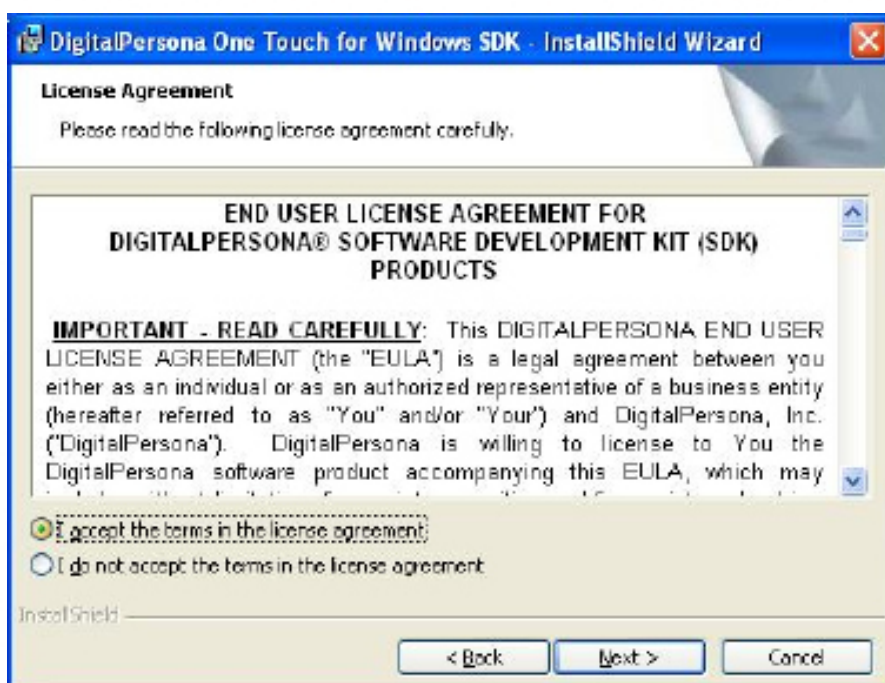 DigitalPersona One Touch for Windows SDK - InstallShield Wizard
License Agreement
Please read the following license agreement carefully.
END USER LICENSE AGREEMENT FOR
DIGITALPERSONA® SOFTWARE DEVELOPMENT KIT (SDK)
PRODUCTS
IMPORTANT - READ CAREFULLY: This DIGITALPERSONA END USER
LICENSE AGREEMENT (the "EULA") is a legal agreement between you
either as an individual or as an authorized representative of a business entity
(hereafter referred to as "You" and/or "Your") and DigitalPersona, Inc.
("DigitalPersona"). DigitalPersona is willing to license to You the
DigitalPersona software product accompanying this EULA, which may
I accept the terms in the license agreement
I do not accept the terms in the license agreement
InstallShield
< Back
Next >
Cancel